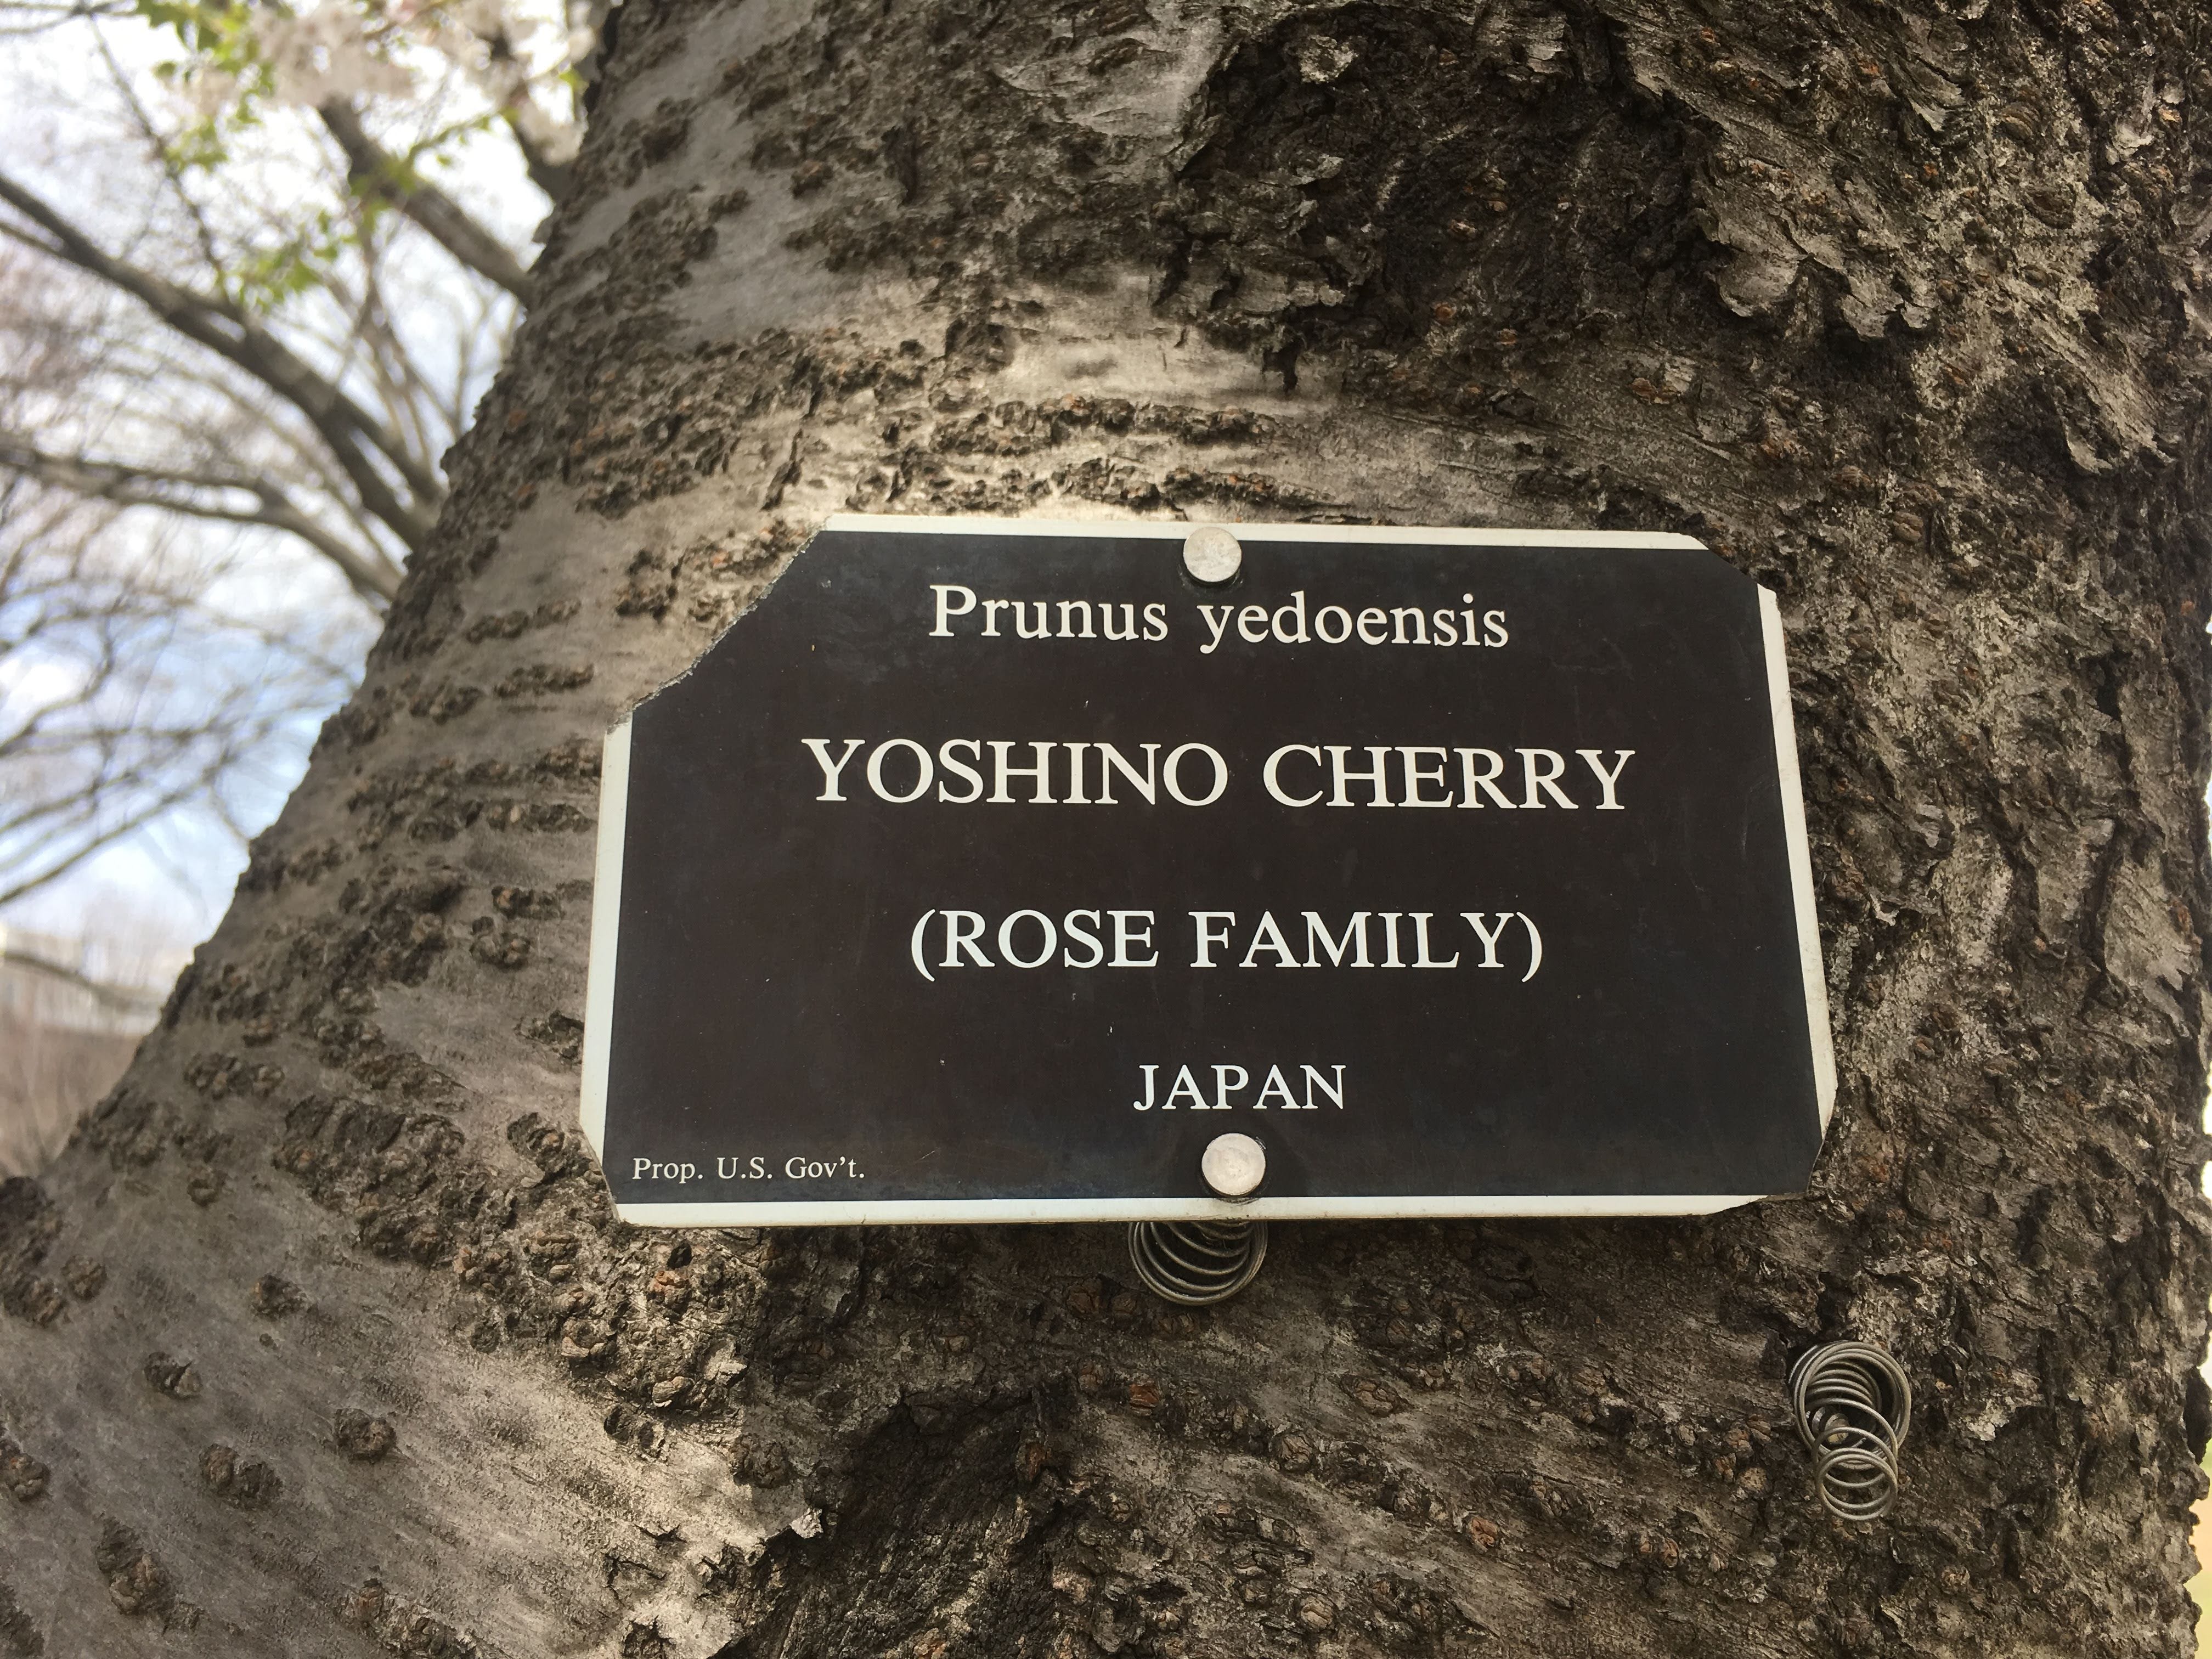 Prunus yedoensis
YOSHINO CHERRY
(ROSE FAMILY)
JAPAN
Prop. U.S. Gov't.